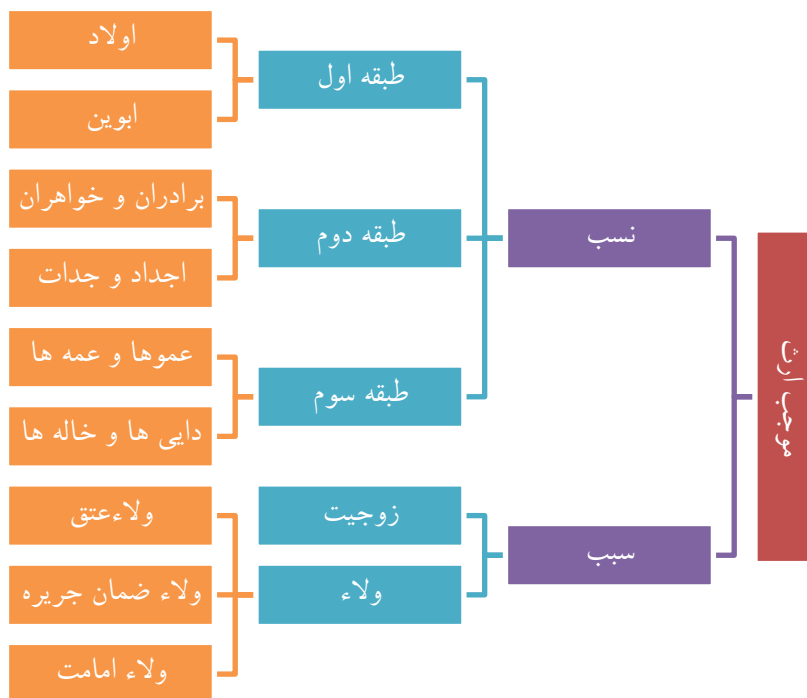 موجب ارث
نسب
طبقه اول
اولاد
ابوین
طبقه دوم
برادران و خواهران
اجداد و جدات
طبقه سوم
عموها و عمه ها
دایی ها و خاله ها
سبب
زوجیت
ولاء
ولاءعتق
ولاء ضمان جریره
ولاء امامت